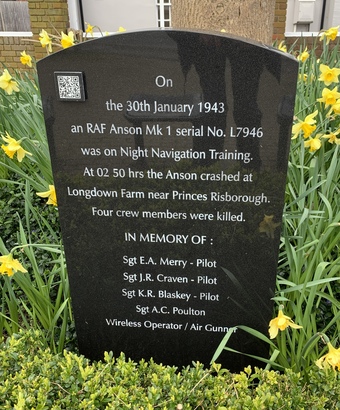 On
the 30th January 1943
an RAF Anson Mk 1 serial No. L7946
was on Night Navigation Training.
At 02 50 hrs the Anson crashed at
Longdown Farm near Princes Risborough.
Four crew members were killed.
IN MEMORY OF :
Sgt E.A. Merry - Pilot
Sgt J.R. Craven - Pilot
Sgt K.R. Blaskey - Pilot
Sgt A.C. Poulton
Wireless Operator / Air Gunner